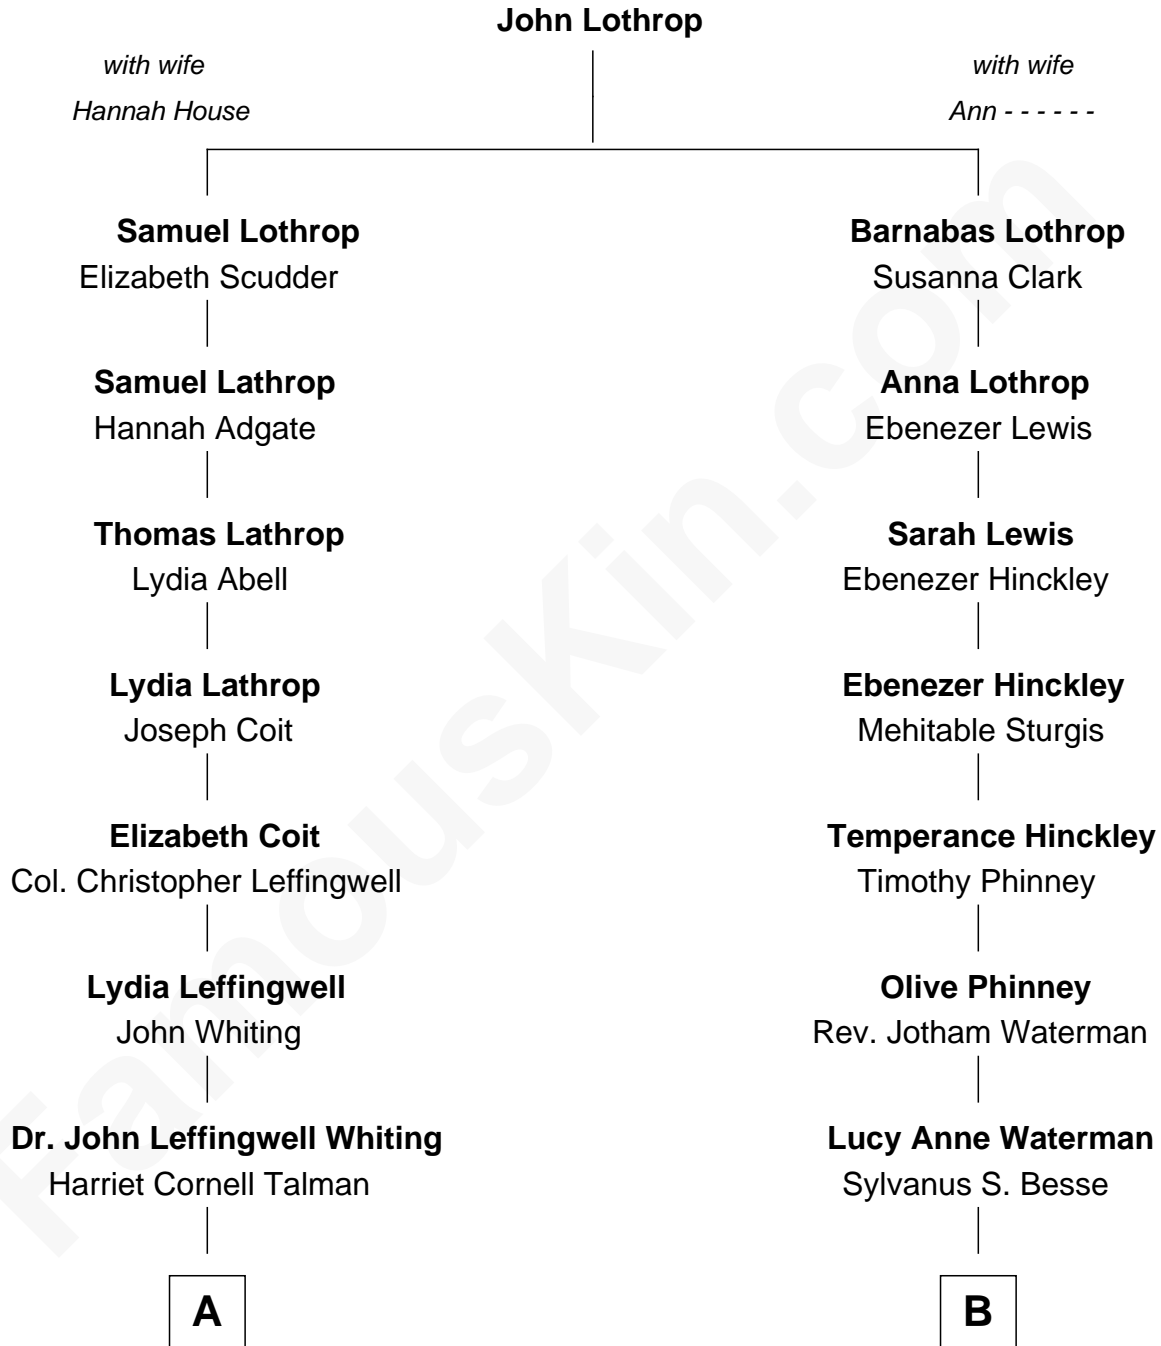 John Lothrop
with wife
Hannah House
with wife
Ann - - - - - -
Samuel Lothrop
Elizabeth Scudder
Samuel Lathrop
Hannah Adgate
Thomas Lathrop
Lydia Abell
Lydia Lathrop
Joseph Coit
Elizabeth Coit
Col. Christopher Leffingwell
Lydia Leffingwell
John Whiting
Dr. John Leffingwell Whiting
Harriet Cornell Talman
A
Barnabas Lothrop
Susanna Clark
Anna Lothrop
Ebenezer Lewis
Sarah Lewis
Ebenezer Hinckley
Ebenezer Hinckley
Mehitable Sturgis
Temperance Hinckley
Timothy Phinney
Olive Phinney
Rev. Jotham Waterman
Lucy Anne Waterman
Sylvanus S. Besse
B
FamousKin.com